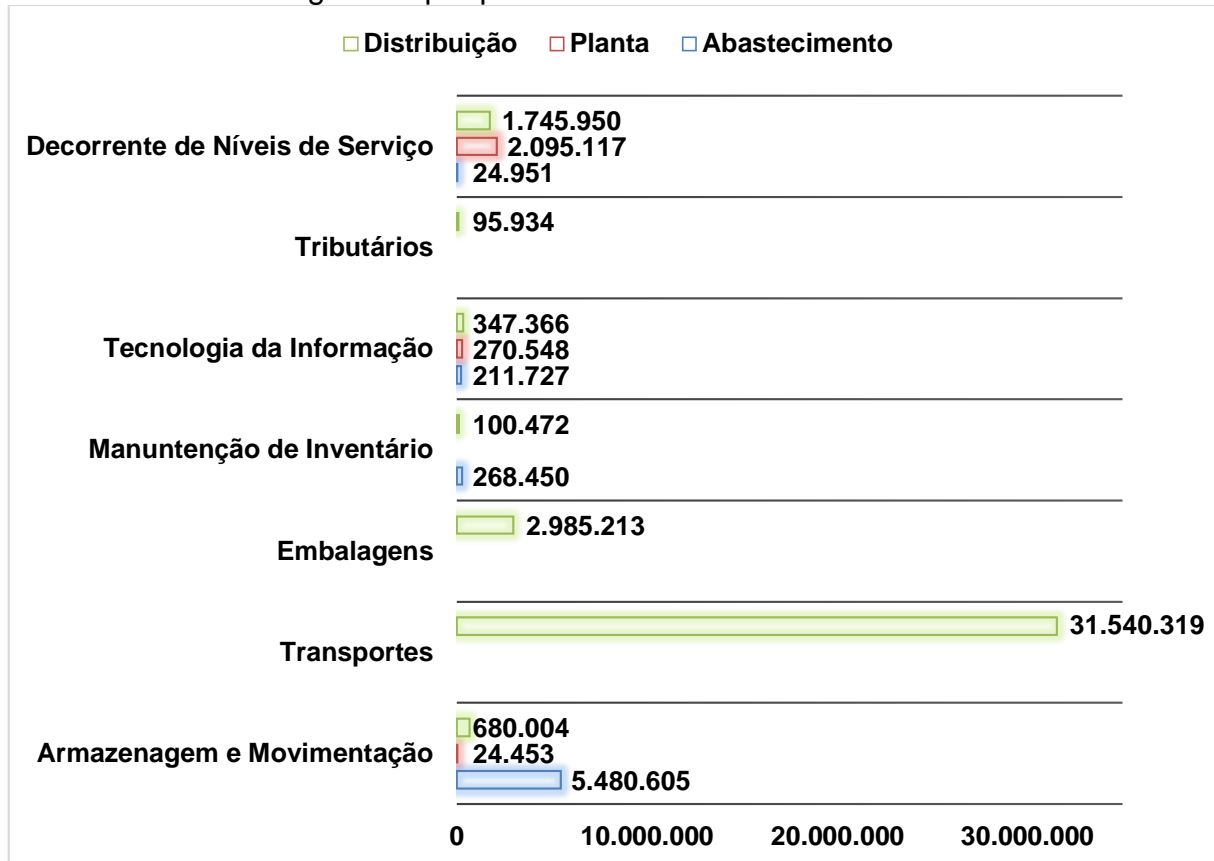 Distribuição Planta Abastecimento
1.745.950
Decorrente de Níveis de Serviço
2.095.117
24.951
95.934
Tributários
347.366
Tecnologia da Informação
270.548
211.727
100.472
Manuntenção de Inventário
268.450
2.985.213
Embalagens
31.540.319
Transportes
680.004
Armazenagem e Movimentação
24.453
5.480.605
0 10.000.000 20.000.000 30.000.000